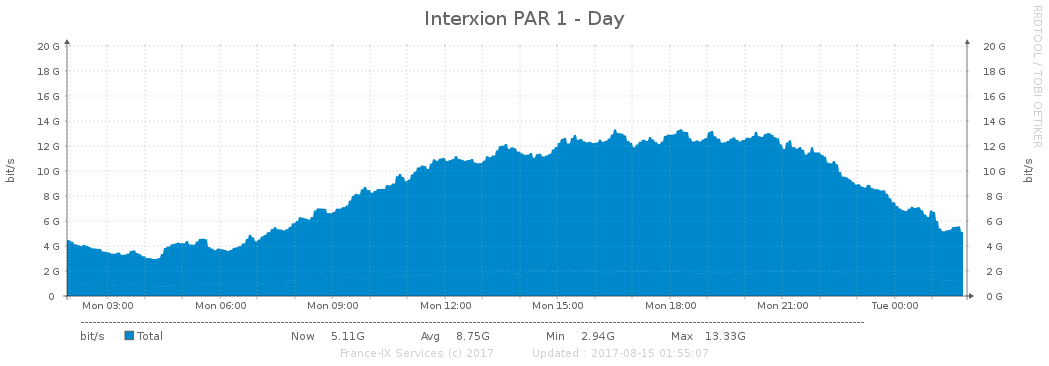 Interxion PAR 1 - Day
RRDTOOL / TOBI OETIKER
20 G 20 G
18 G 18 G
16 G 16 G
14 G 14 G
12 G 12 G
10 G 10 G
8 G 8 G
6 G 6 G
4 G 4 G
2 G 2 G
0 0 G
bit/s
bit/s
Mon 03:00 Mon 06:00 Mon 09:00 Mon 12:00 Mon 15:00 Mon 18:00 Mon 21:00 Tue 00:00
bit/s Total Now 5.11G Avg 8.75G Min 2.94G Max 13.33G
France-IX Services (c) 2017 Updated : 2017-08-15 01:55:07